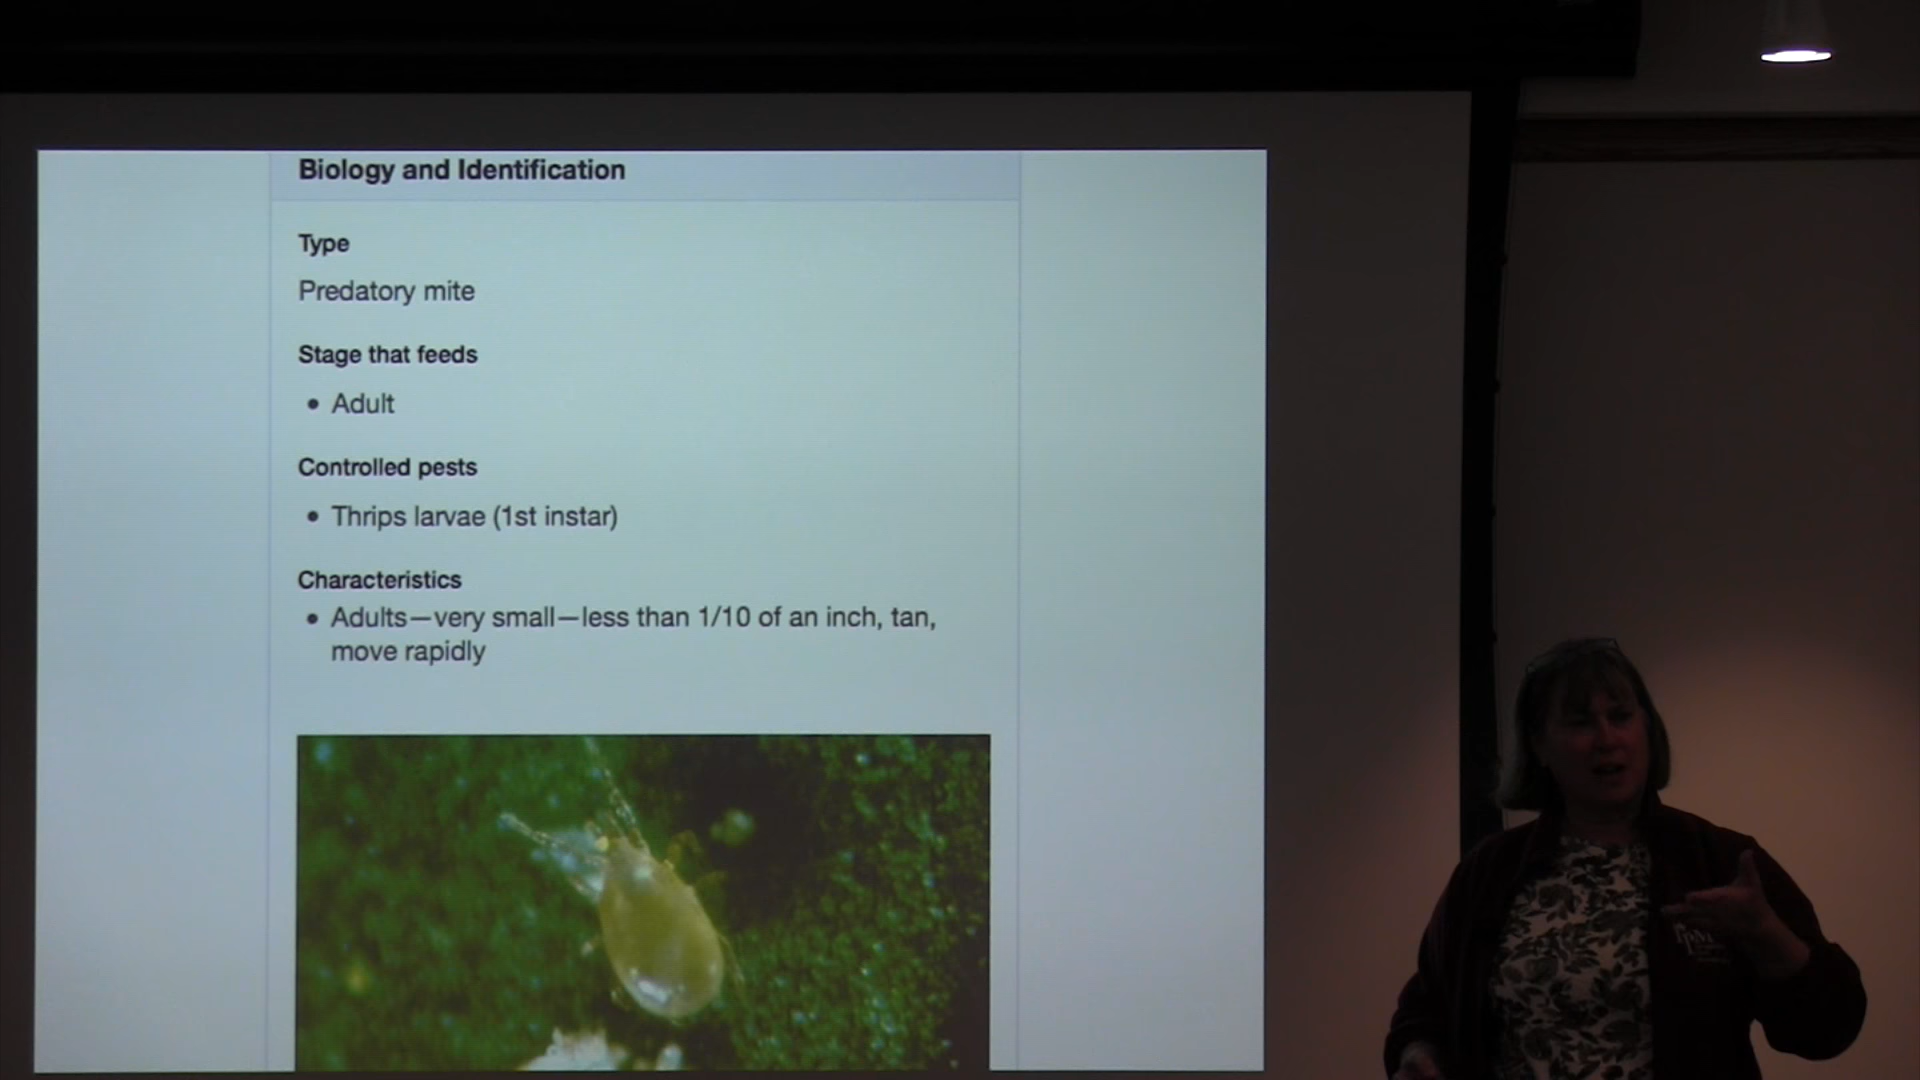 Biology and Identification
Type
Predatory mite
Stage that feeds
• Adult
Controlled pests
• Thrips larvae (1st instar)
Characteristics
• Adults—very small—less than 1/10 of an inch, tan,
move rapidly
IPM